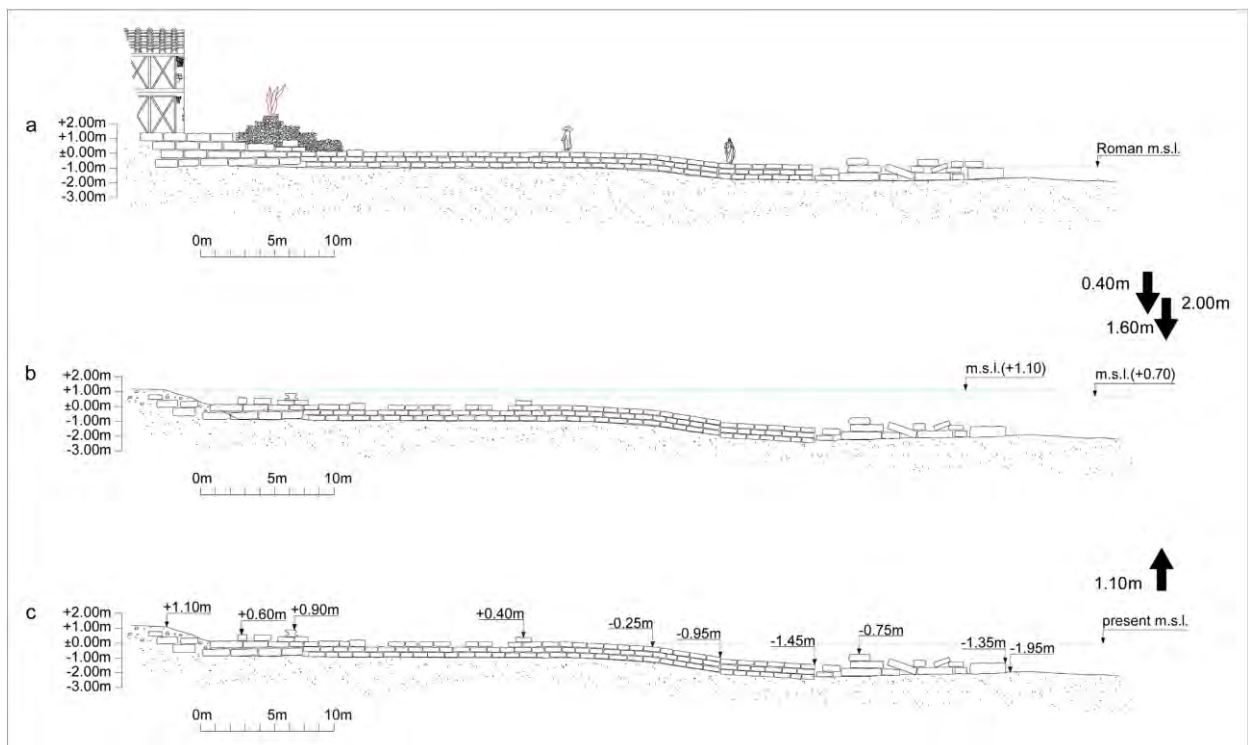 a
+2.00m
+1.00m
±0.00m
-1.00m
-2.00m
-3.00m
Roman m.s.l.
0m 5m 10m
0.40m
2.00m
1.60m
b
+2.00m
+1.00m
±0.00m
-1.00m
-2.00m
-3.00m
m.s.l.(+1.10)
m.s.l.(+0.70)
0m 5m 10m
1.10m
c
+2.00m
+1.00m
±0.00m
-1.00m
-2.00m
-3.00m
+1.10m
+0.60m
+0.90m
+0.40m
-0.25m
-0.95m
-1.45m
-0.75m
-1.35m
-1.95m
present m.s.l.
0m 5m 10m